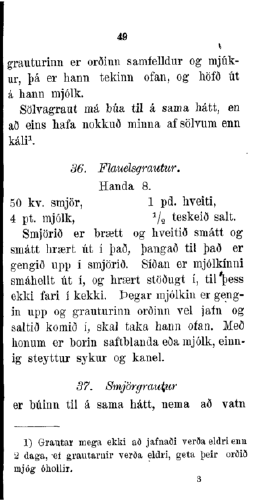 49
grauturinn er orðinn samfelldur og mjúk-
ur, þá er hann tekinn ofan, og höfð út
á hann mjólk.
Sölvagraut má búa til á sama hátt, en
að eins hafa nokkuð minna af sölvum enn
káli¹.
36. Flauelsgrautur.
Handa 8.
50 kv. smjör, 1 pd. hveiti,
4 pt. mjólk, ¹/₂ teskeið salt.
Smjörið er brætt og hveitið smátt og
smátt hrært út í það, þangað til það er
gengið upp í smjörið. Síðan er mjólkinni
smáhellt út í, og hrært stöðugt í, til þess
ekki fari í kekki. Þegar mjólkin er geng-
in upp og grauturinn orðinn vel jafn og
saltið komið í, skal taka hann ofan. Með
honum er borin saftblanda eða mjólk, einn-
ig steyttur sykur og kanel.
37. Smjörgrautur
er búinn til á sama hátt, nema að vatn
1) Grautar mega ekki að jafnaði verða eldri enn
2 daga, ef grautarnir verða eldri, geta þeir orðið
mjög óhollir.
3